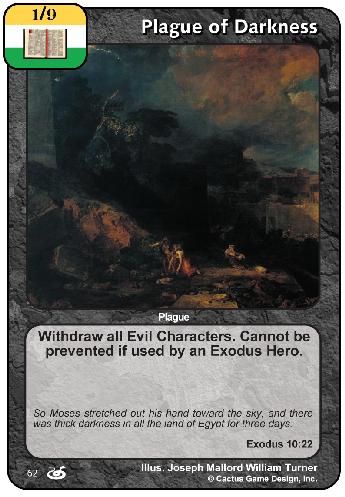 1/9
Plague of Darkness
Plague
Withdraw all Evil Characters. Cannot be
prevented if used by an Exodus Hero.
So Moses stretched out his hand toward the sky, and there
was thick darkness in all the land of Egypt for three days.
Exodus 10:22
62
Illus. Joseph Mallord William Turner
© Cactus Game Design, Inc.